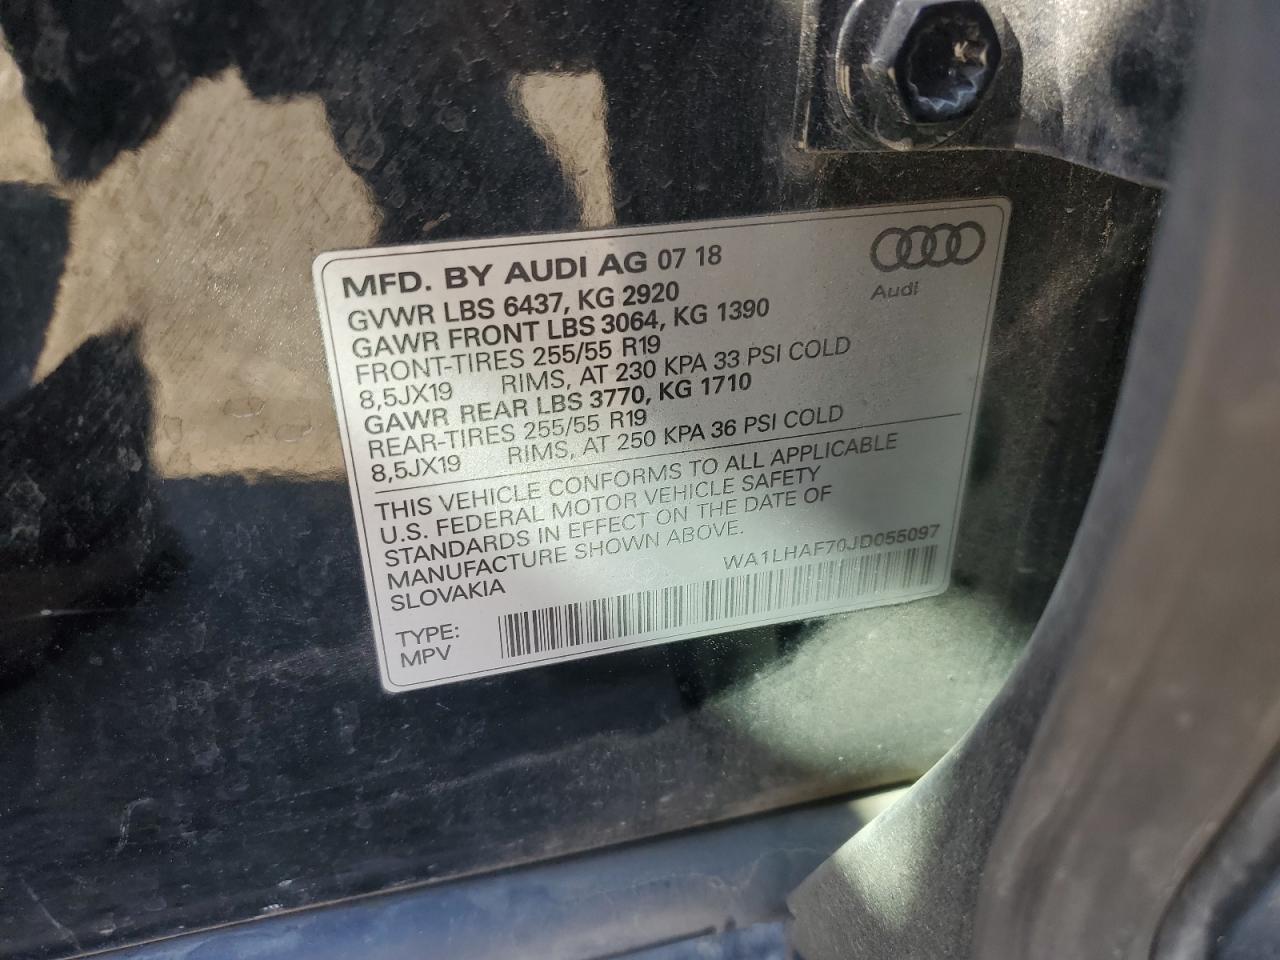 MFD. BY AUDI AG 07 18
Audi
GVWR LBS 6437, KG 2920
GAWR FRONT LBS 3064, KG 1390
FRONT-TIRES 255/55 R19
8,5JX19 RIMS, AT 230 KPA 33 PSI COLD
GAWR REAR LBS 3770, KG 1710
REAR-TIRES 255/55 R19
8,5JX19 RIMS, AT 250 KPA 36 PSI COLD
THIS VEHICLE CONFORMS TO ALL APPLICABLE
U.S. FEDERAL MOTOR VEHICLE SAFETY
STANDARDS IN EFFECT ON THE DATE OF
MANUFACTURE SHOWN ABOVE.
SLOVAKIA
WA1LHAF70JD055097
TYPE:
MPV